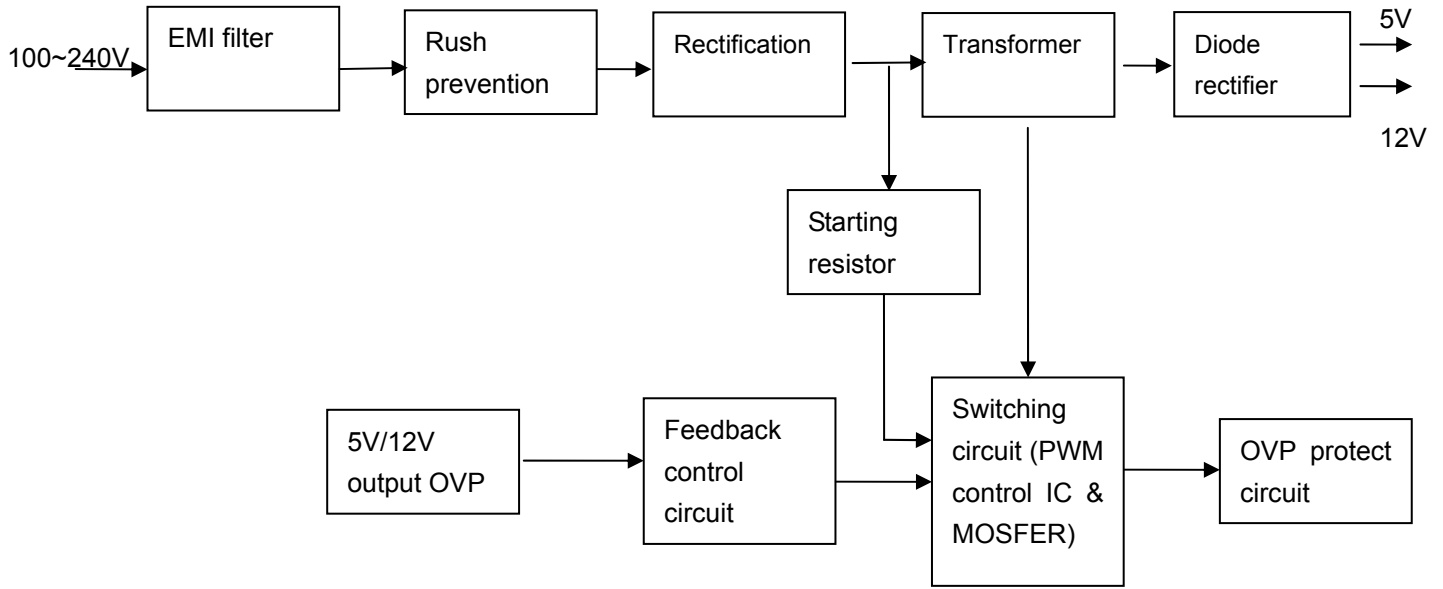 100~240V
EMI filter
Rush
prevention
Rectification
Transformer
Diode
rectifier
5V
12V
Starting
resistor
5V/12V
output OVP
Feedback
control
circuit
Switching
circuit (PWM
control IC &
MOSFER)
OVP protect
circuit